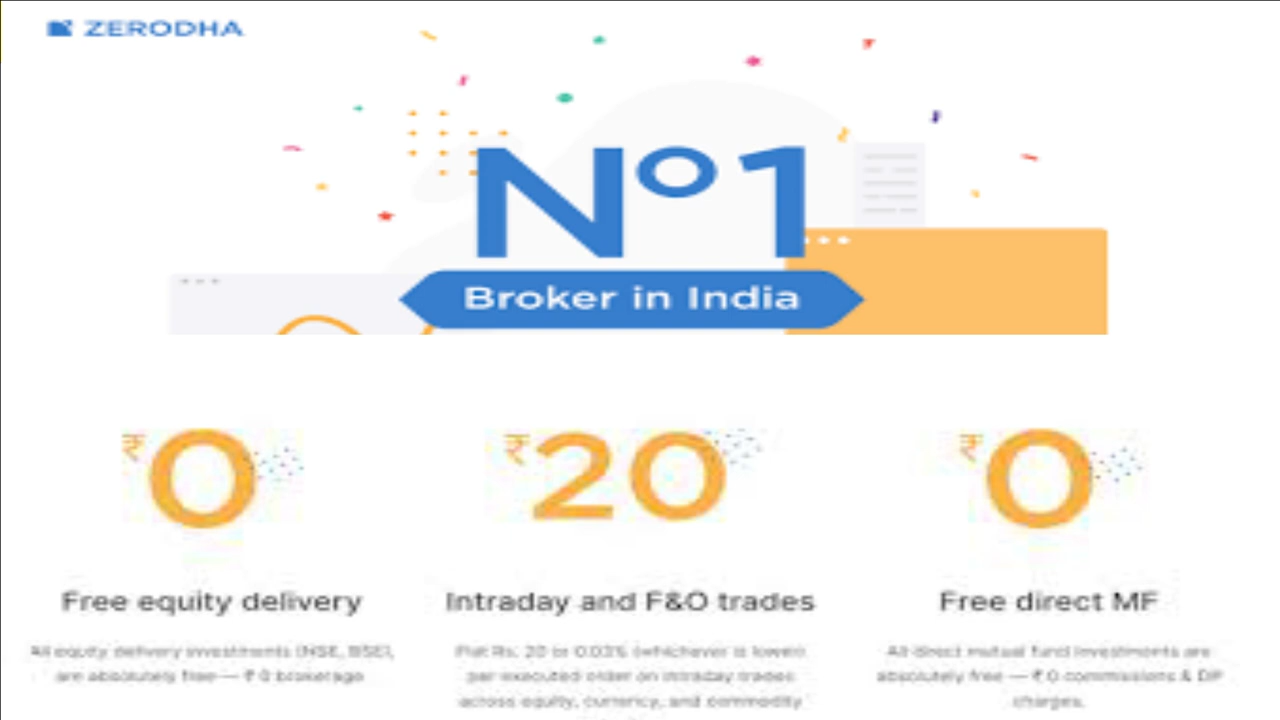 ZERODHA
Nº1
Broker in India
₹0
₹20
₹0
Free equity delivery
Intraday and F&O trades
Free direct MF
All equity delivery investments (NSE, BSE),
are absolutely free — ₹ 0 brokerage.
Flat Rs. 20 or 0.03% (whichever is lower)
per executed order on intraday trades
across equity, currency, and commodity
All direct mutual fund investments are
absolutely free — ₹ 0 commissions & DP
charges.